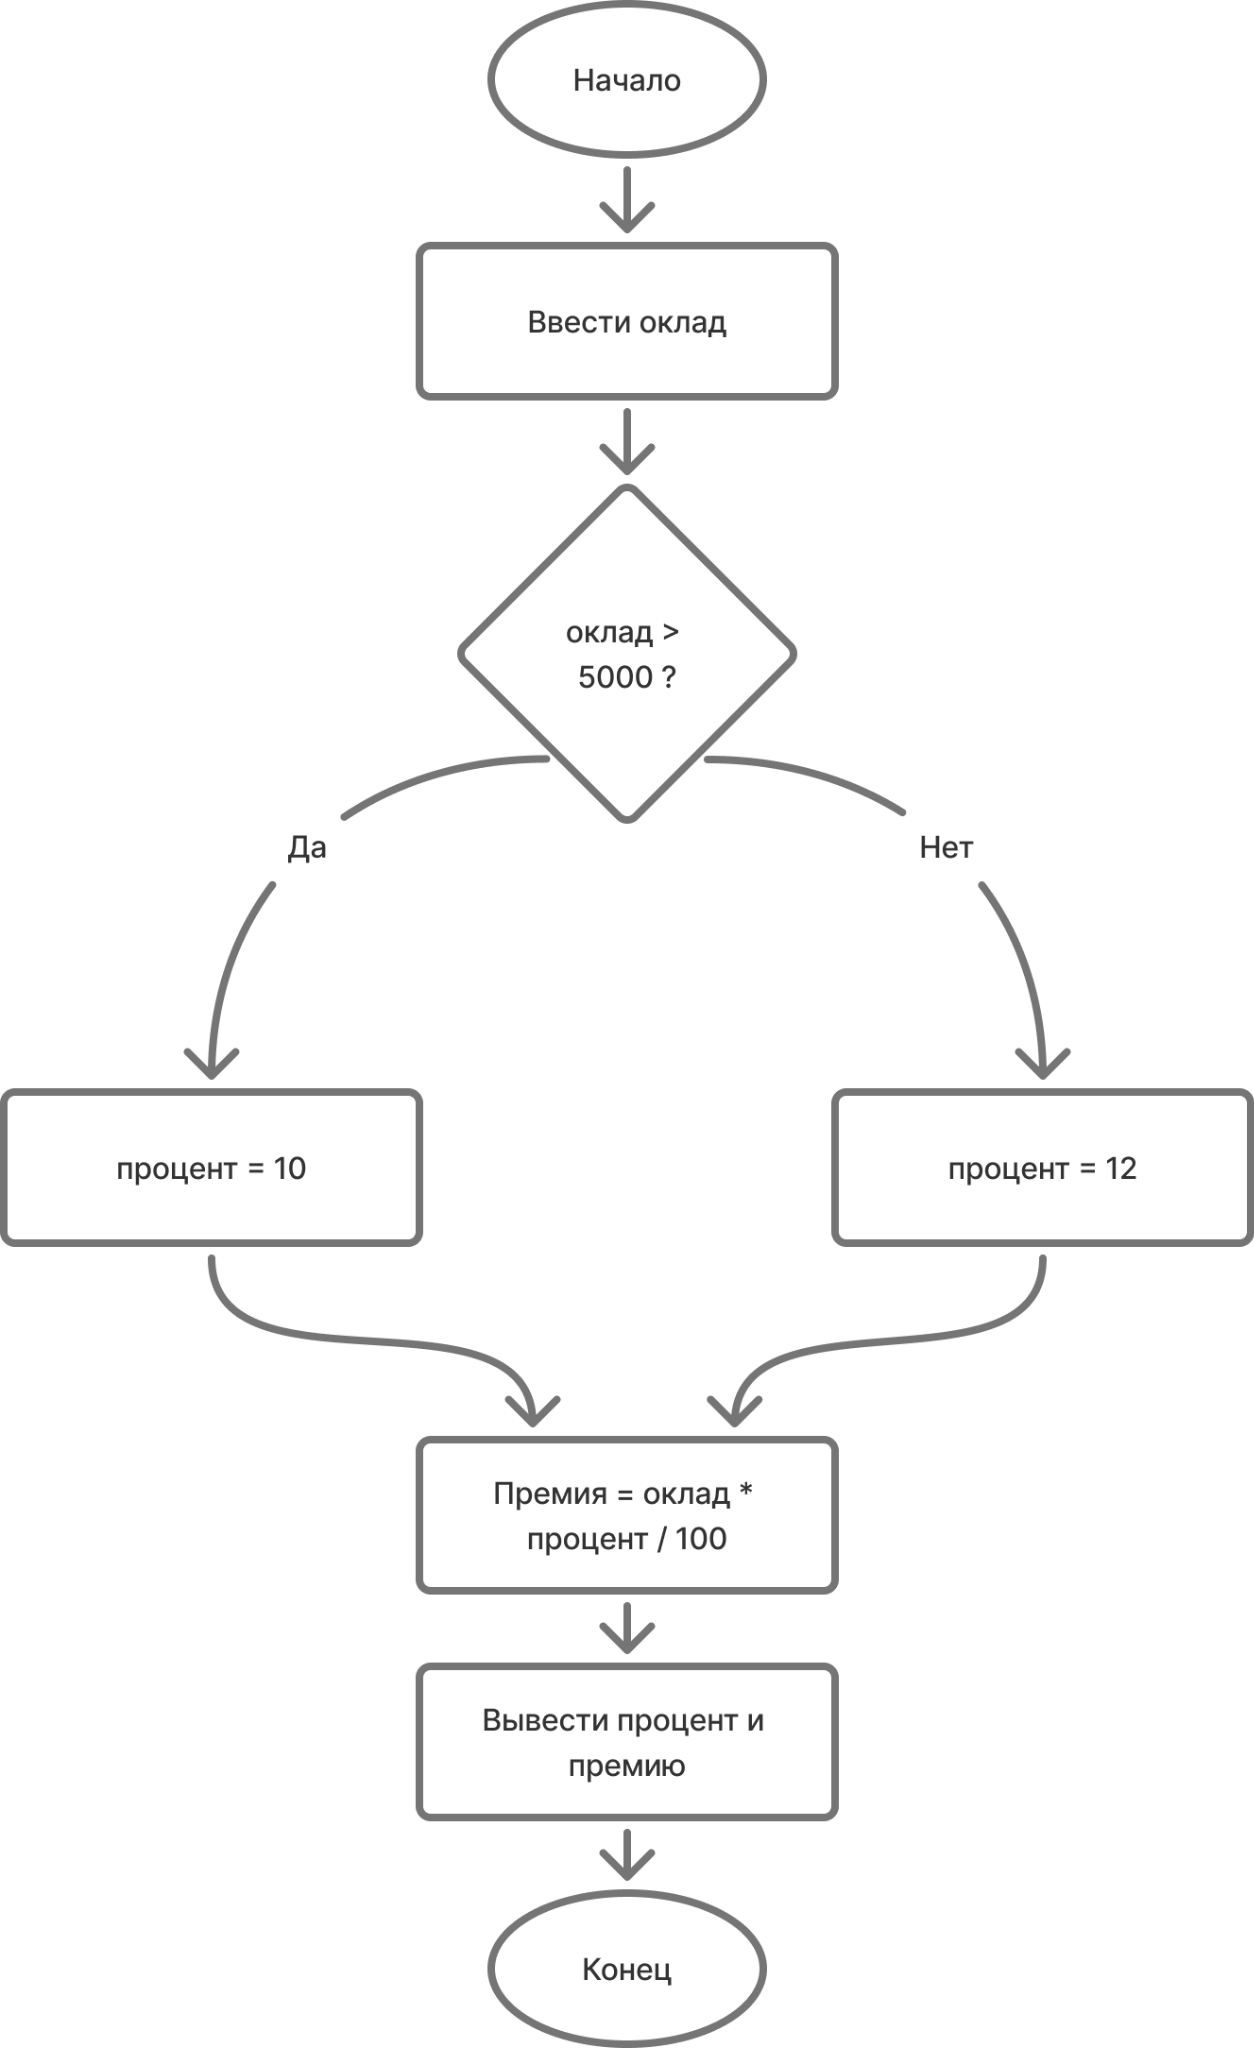 Начало
Ввести оклад
оклад >
5000 ?
Да
Нет
процент = 10
процент = 12
Премия = оклад *
процент / 100
Вывести процент и
премию
Конец